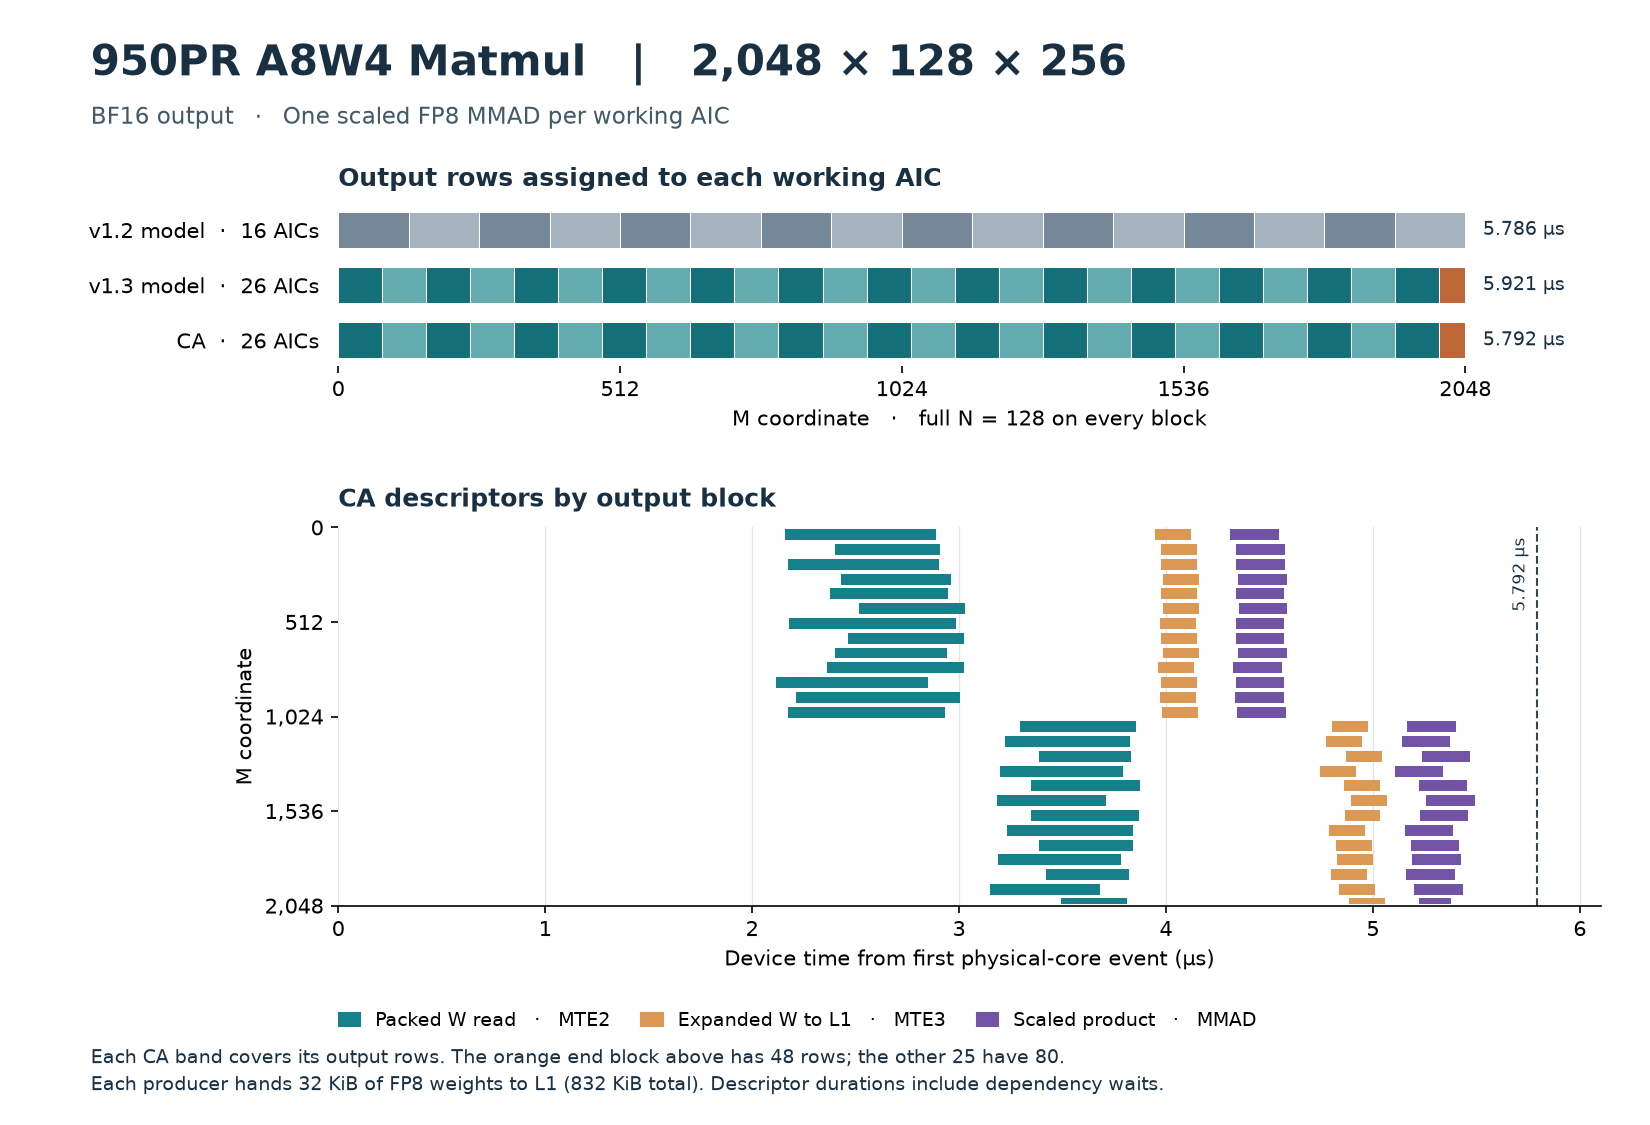 950PR A8W4 Matmul | 2,048 × 128 × 256
BF16 output · One scaled FP8 MMAD per working AIC
Output rows assigned to each working AIC
v1.2 model · 16 AICs
5.786 µs
v1.3 model · 26 AICs
5.921 µs
CA · 26 AICs
5.792 µs
0 512 1024 1536 2048
M coordinate · full N = 128 on every block
CA descriptors by output block
0
512
1,024
1,536
2,048
M coordinate
5.792 µs
0 1 2 3 4 5 6
Device time from first physical-core event (µs)
Packed W read · MTE2 Expanded W to L1 · MTE3 Scaled product · MMAD
Each CA band covers its output rows. The orange end block above has 48 rows; the other 25 have 80.
Each producer hands 32 KiB of FP8 weights to L1 (832 KiB total). Descriptor durations include dependency waits.